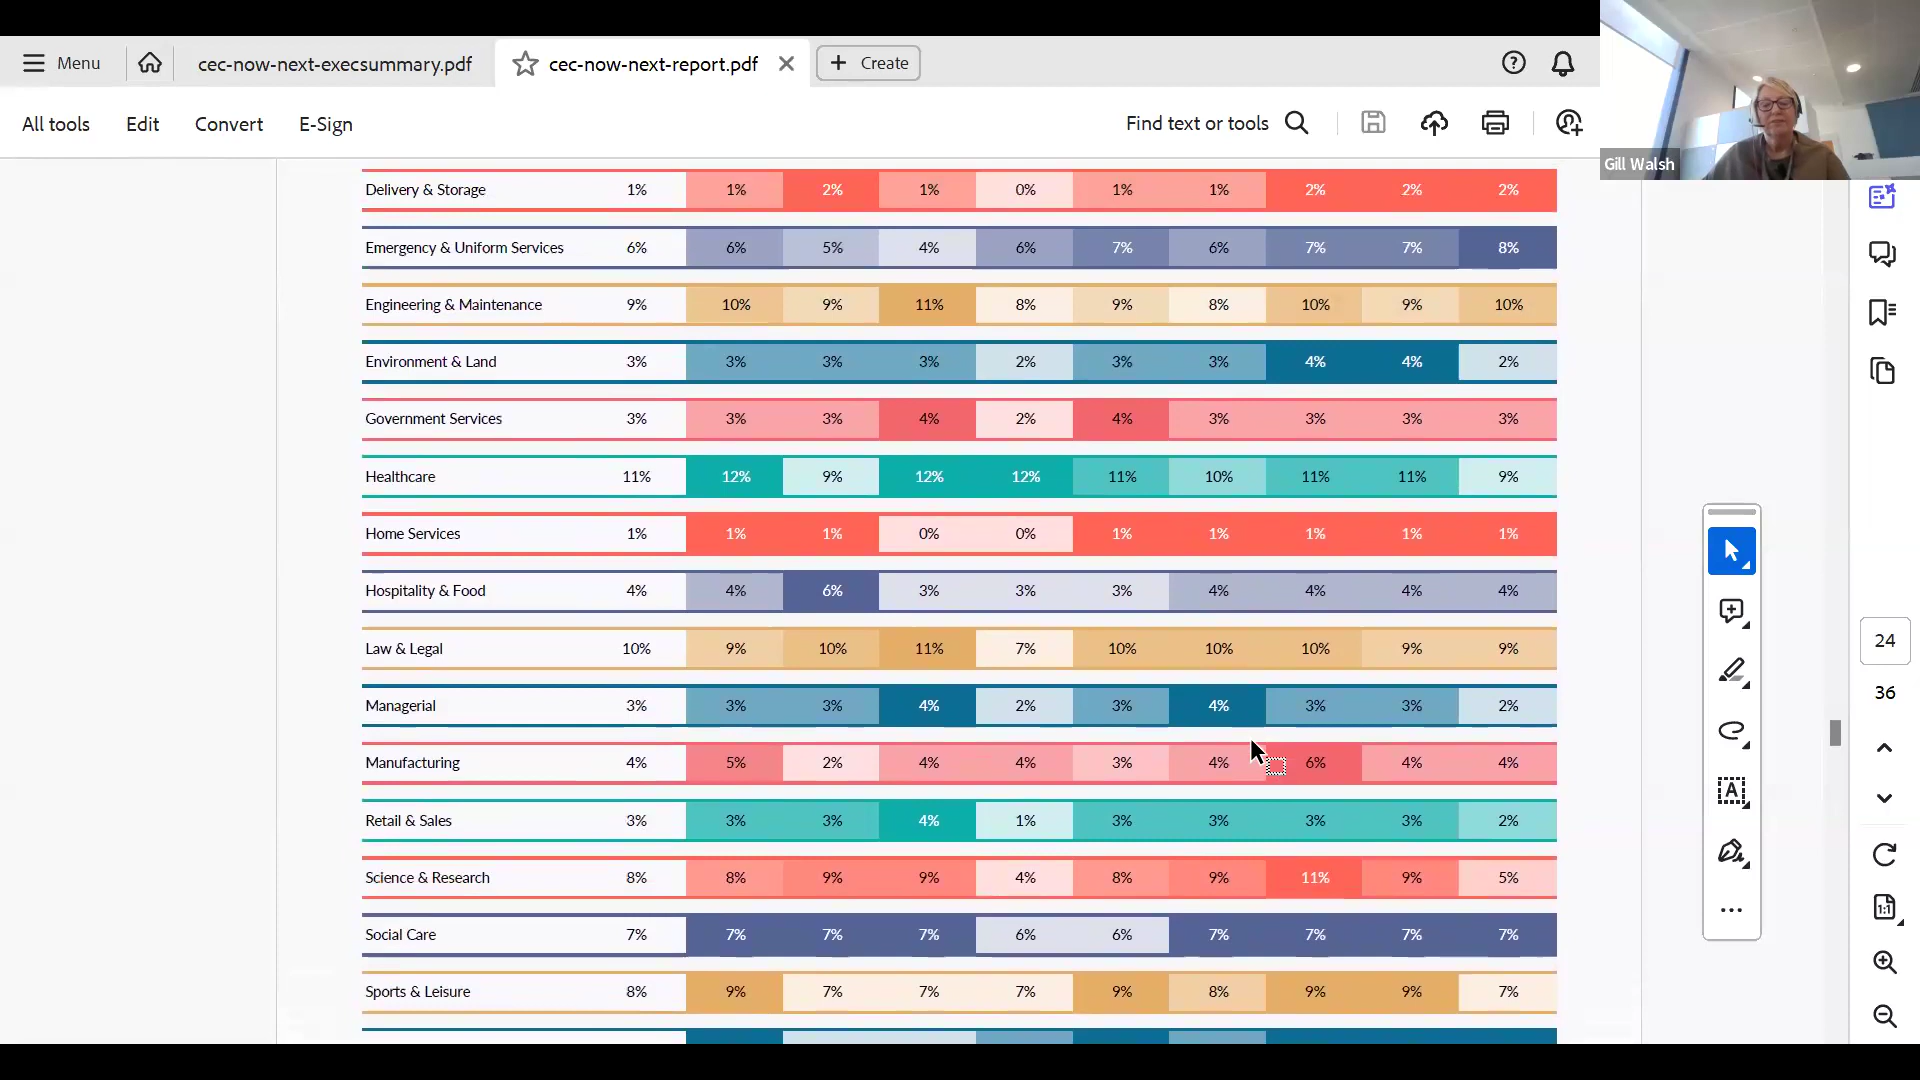 Menu cec-now-next-execsummary.pdf cec-now-next-report.pdf Create
All tools Edit Convert E-Sign Find text or tools
Gill Walsh
Delivery & Storage 1% 1% 2% 1% 0% 1% 1% 2% 2% 2%
Emergency & Uniform Services 6% 6% 5% 4% 6% 7% 6% 7% 7% 8%
Engineering & Maintenance 9% 10% 9% 11% 8% 9% 8% 10% 9% 10%
Environment & Land 3% 3% 3% 3% 2% 3% 3% 4% 4% 2%
Government Services 3% 3% 3% 4% 2% 4% 3% 3% 3% 3%
Healthcare 11% 12% 9% 12% 12% 11% 10% 11% 11% 9%
Home Services 1% 1% 1% 0% 0% 1% 1% 1% 1% 1%
Hospitality & Food 4% 4% 6% 3% 3% 3% 4% 4% 4% 4%
Law & Legal 10% 9% 10% 11% 7% 10% 10% 10% 9% 9%
Managerial 3% 3% 3% 4% 2% 3% 4% 3% 3% 2%
Manufacturing 4% 5% 2% 4% 4% 3% 4% 6% 4% 4%
Retail & Sales 3% 3% 3% 4% 1% 3% 3% 3% 3% 2%
Science & Research 8% 8% 9% 9% 4% 8% 9% 11% 9% 5%
Social Care 7% 7% 7% 7% 6% 6% 7% 7% 7% 7%
Sports & Leisure 8% 9% 7% 7% 7% 9% 8% 9% 9% 7%
24
36
1:1